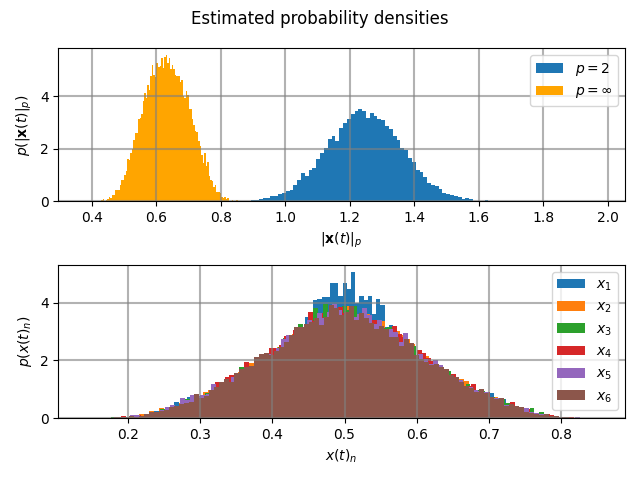 Estimated probability densities
p(|x(t)|_p)
4
2
0
p = 2
p = ∞
0.4 0.6 0.8 1.0 1.2 1.4 1.6 1.8 2.0
|x(t)|_p
p(x(t)_n)
4
2
0
x_1
x_2
x_3
x_4
x_5
x_6
0.2 0.3 0.4 0.5 0.6 0.7 0.8
x(t)_n